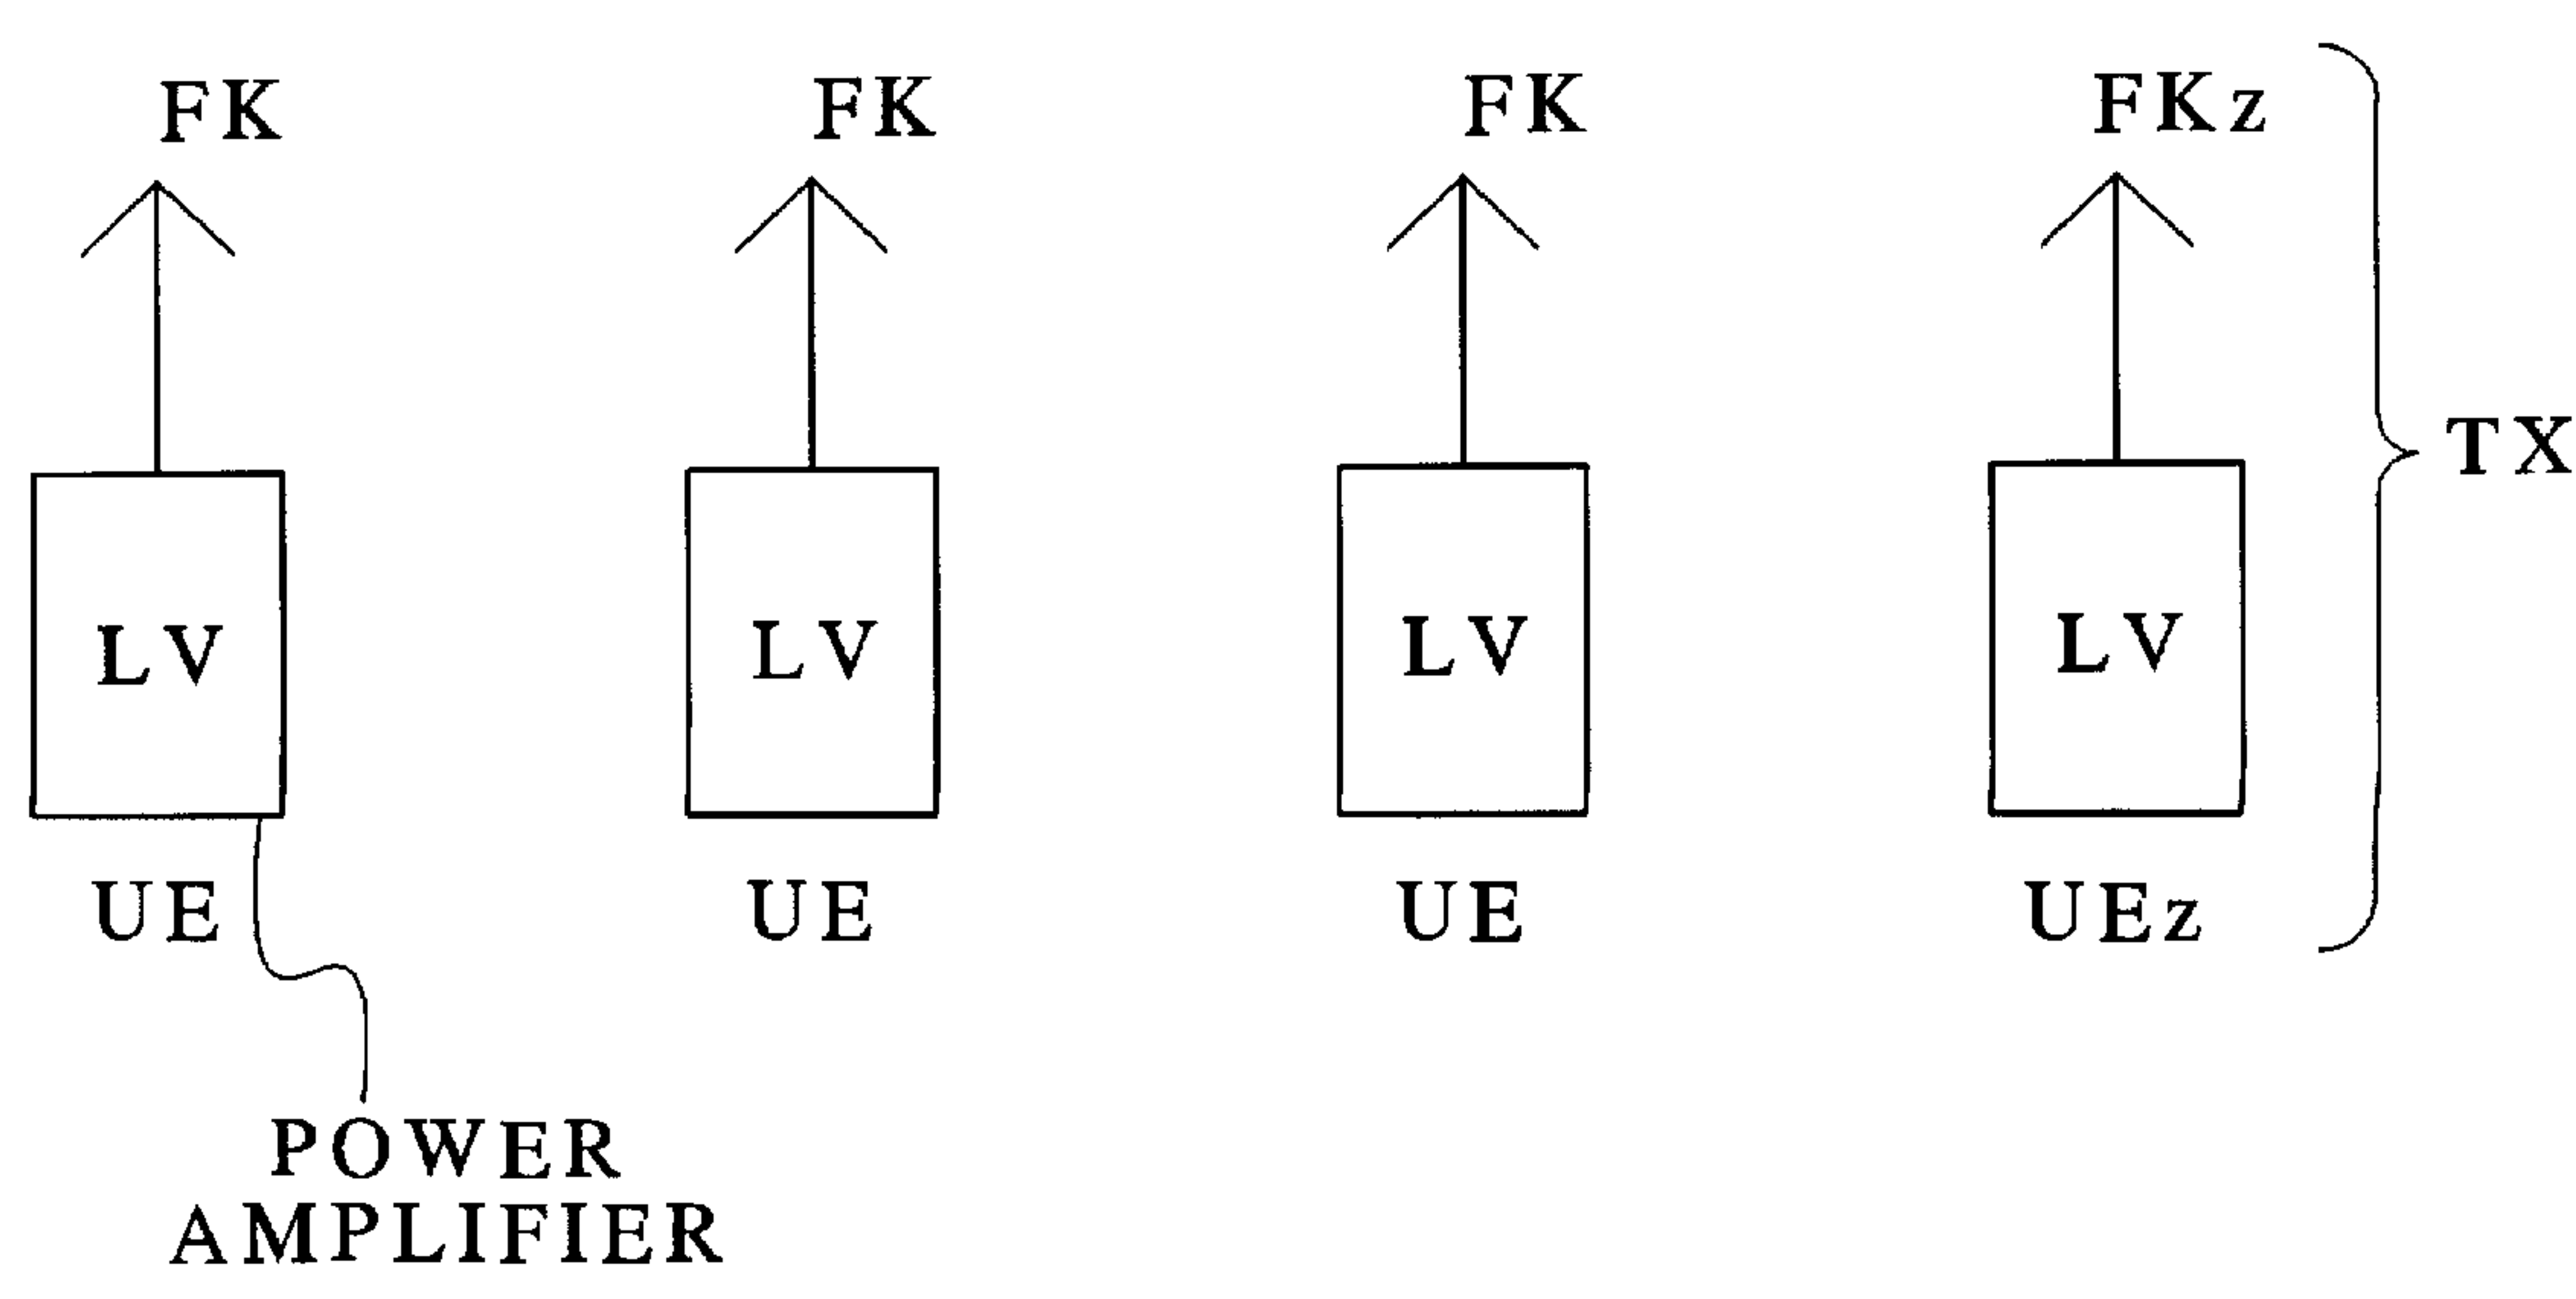 FK FK FK FKz
TX
LV LV LV LV
UE UE UE UEz
POWER
AMPLIFIER